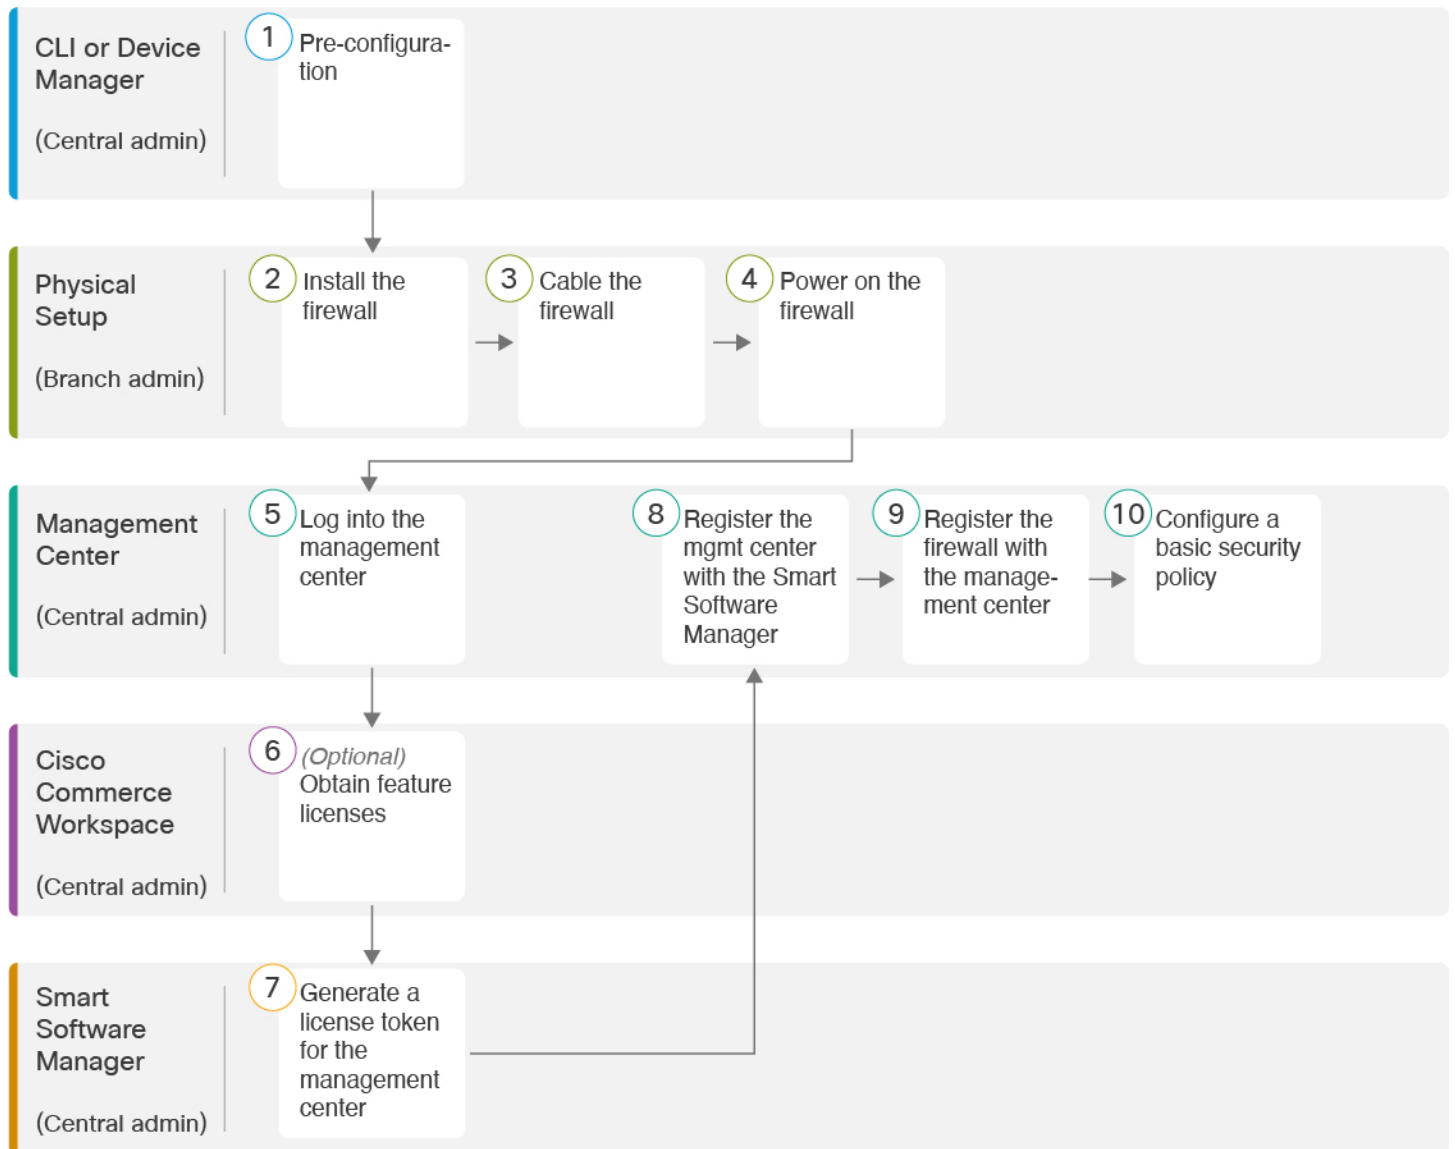 CLI or Device
Manager
(Central admin)
1
Pre-configura-
tion
Physical
Setup
(Branch admin)
2
Install the
firewall
3
Cable the
firewall
4
Power on the
firewall
Management
Center
(Central admin)
5
Log into the
management
center
8
Register the
mgmt center
with the Smart
Software
Manager
9
Register the
firewall with
the manage-
ment center
10
Configure a
basic security
policy
Cisco
Commerce
Workspace
(Central admin)
6
(Optional)
Obtain feature
licenses
Smart
Software
Manager
(Central admin)
7
Generate a
license token
for the
management
center